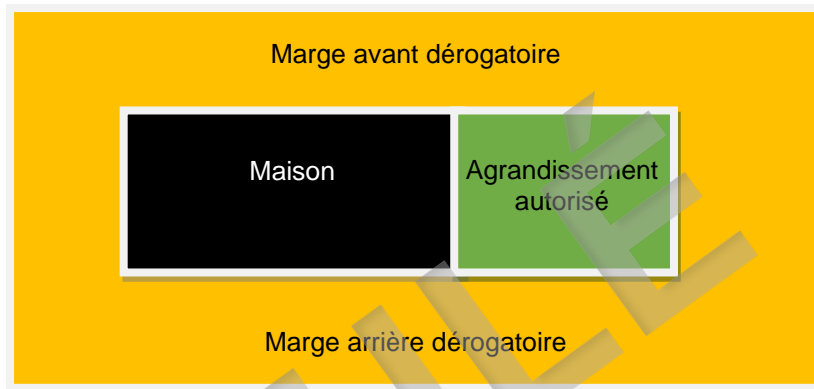 Marge avant dérogatoire
Maison
Agrandissement
autorisé
Marge arrière dérogatoire